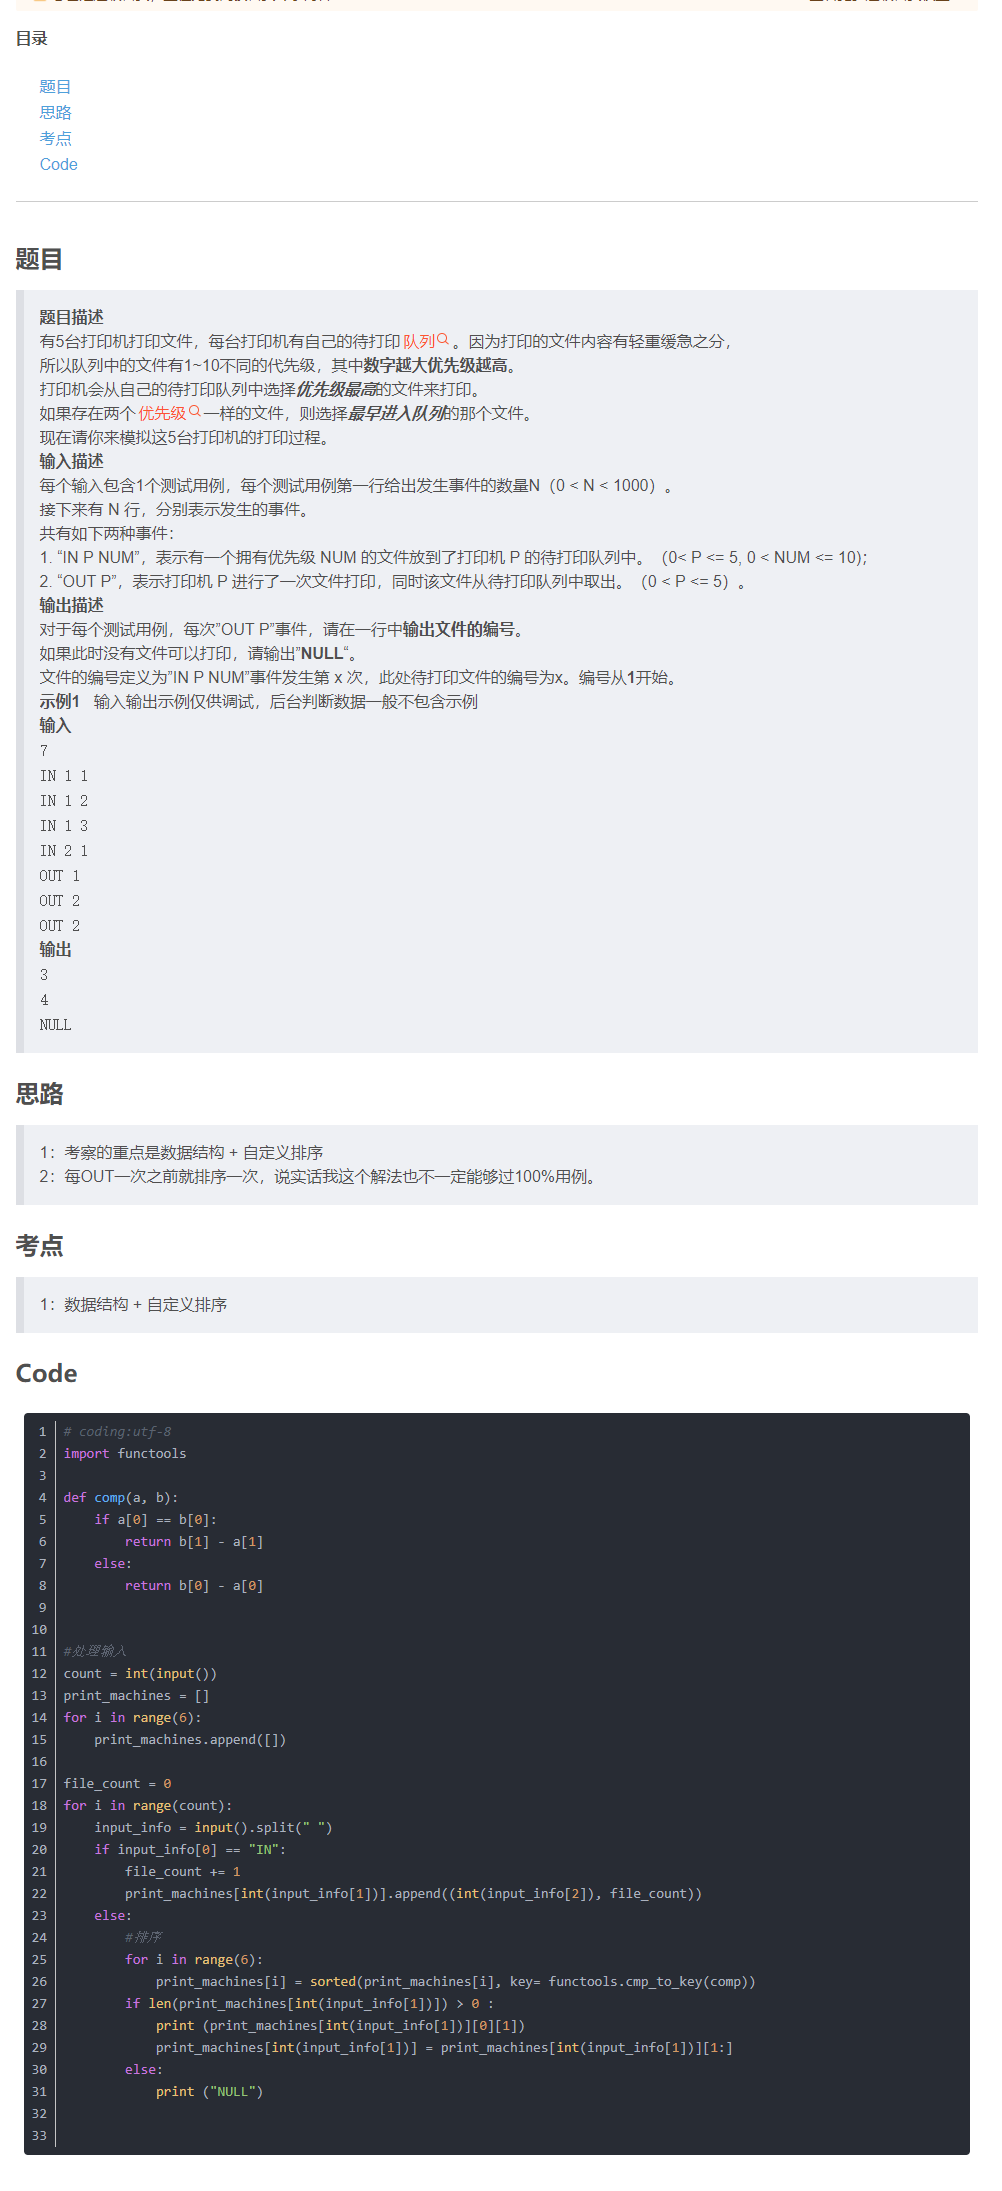 目录
题目
思路
考点
Code
题目
题目描述
有5台打印机打印文件，每台打印机有自己的待打印 队列 。因为打印的文件内容有轻重缓急之分，
所以队列中的文件有1~10不同的代先级，其中数字越大优先级越高。
打印机会从自己的待打印队列中选择优先级最高的文件来打印。
如果存在两个 优先级 一样的文件，则选择最早进入队列的那个文件。
现在请你来模拟这5台打印机的打印过程。
输入描述
每个输入包含1个测试用例，每个测试用例第一行给出发生事件的数量N（0 < N < 1000）。
接下来有 N 行，分别表示发生的事件。
共有如下两种事件：
1. “IN P NUM”，表示有一个拥有优先级 NUM 的文件放到了打印机 P 的待打印队列中。（0< P <= 5, 0 < NUM <= 10);
2. “OUT P”，表示打印机 P 进行了一次文件打印，同时该文件从待打印队列中取出。（0 < P <= 5）。
输出描述
对于每个测试用例，每次”OUT P”事件，请在一行中输出文件的编号。
如果此时没有文件可以打印，请输出”NULL“。
文件的编号定义为”IN P NUM”事件发生第 x 次，此处待打印文件的编号为x。编号从1开始。
示例1 输入输出示例仅供调试，后台判断数据一般不包含示例
输入
7
IN 1 1
IN 1 2
IN 1 3
IN 2 1
OUT 1
OUT 2
OUT 2
输出
3
4
NULL
思路
1：考察的重点是数据结构 + 自定义排序
2：每OUT一次之前就排序一次，说实话我这个解法也不一定能够过100%用例。
考点
1：数据结构 + 自定义排序
Code
1 # coding:utf-8
2 import functools
3
4 def comp(a, b):
5     if a[0] == b[0]:
6         return b[1] - a[1]
7     else:
8         return b[0] - a[0]
9
10
11 #处理输入
12 count = int(input())
13 print_machines = []
14 for i in range(6):
15     print_machines.append([])
16
17 file_count = 0
18 for i in range(count):
19     input_info = input().split(" ")
20     if input_info[0] == "IN":
21         file_count += 1
22         print_machines[int(input_info[1])].append((int(input_info[2]), file_count))
23     else:
24         #排序
25         for i in range(6):
26             print_machines[i] = sorted(print_machines[i], key= functools.cmp_to_key(comp))
27         if len(print_machines[int(input_info[1])]) > 0 :
28             print (print_machines[int(input_info[1])][0][1])
29             print_machines[int(input_info[1])] = print_machines[int(input_info[1])][1:]
30         else:
31             print ("NULL")
32
33